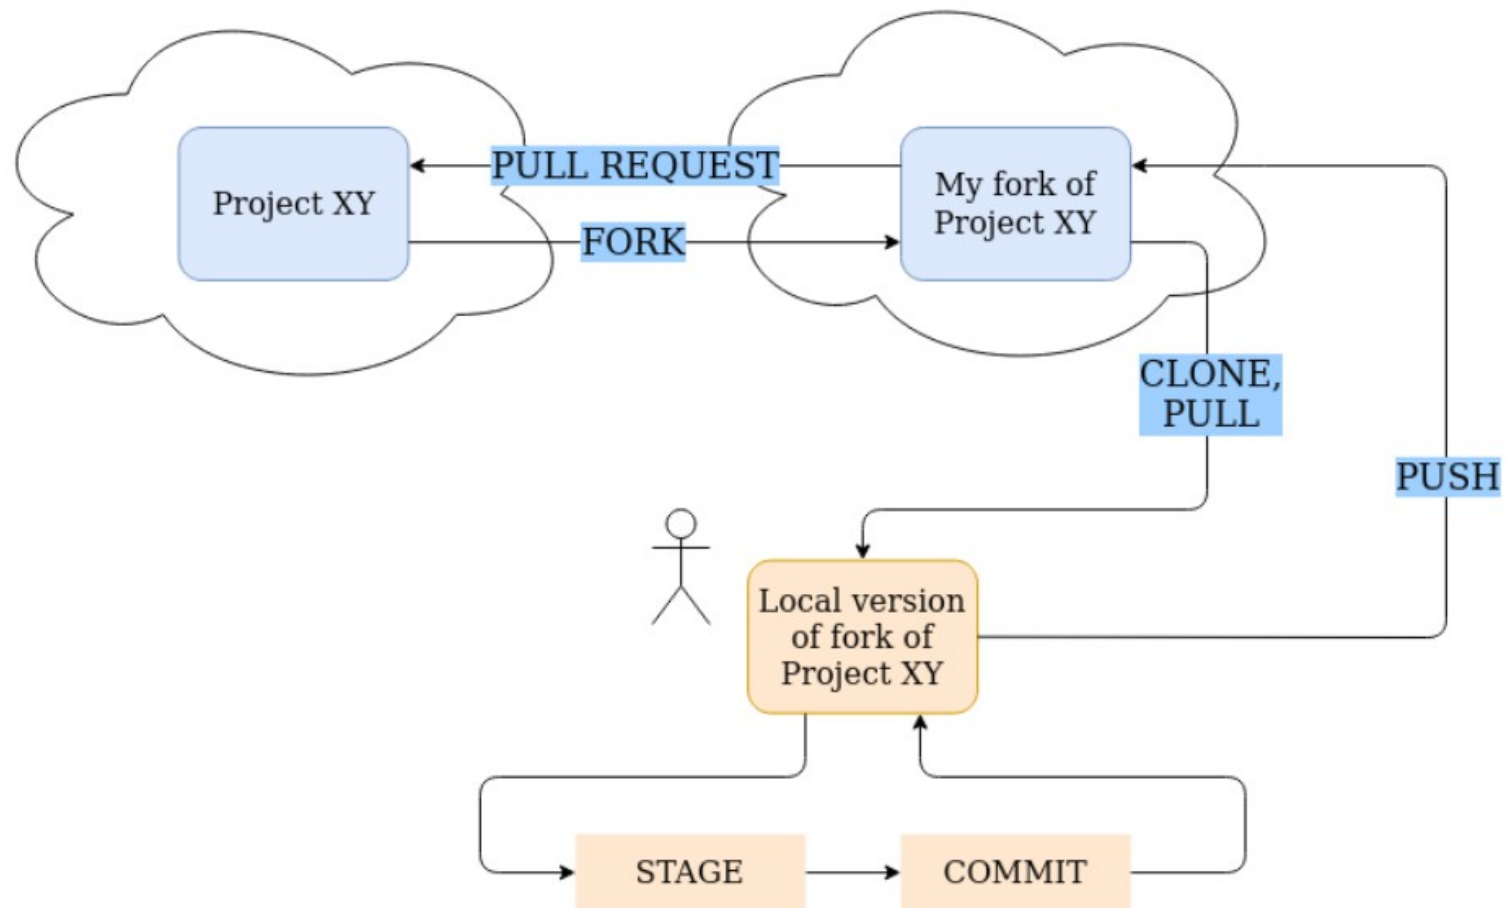 PULL REQUEST
Project XY
My fork of
Project XY
FORK
CLONE,
PULL
PUSH
Local version
of fork of
Project XY
STAGE
COMMIT